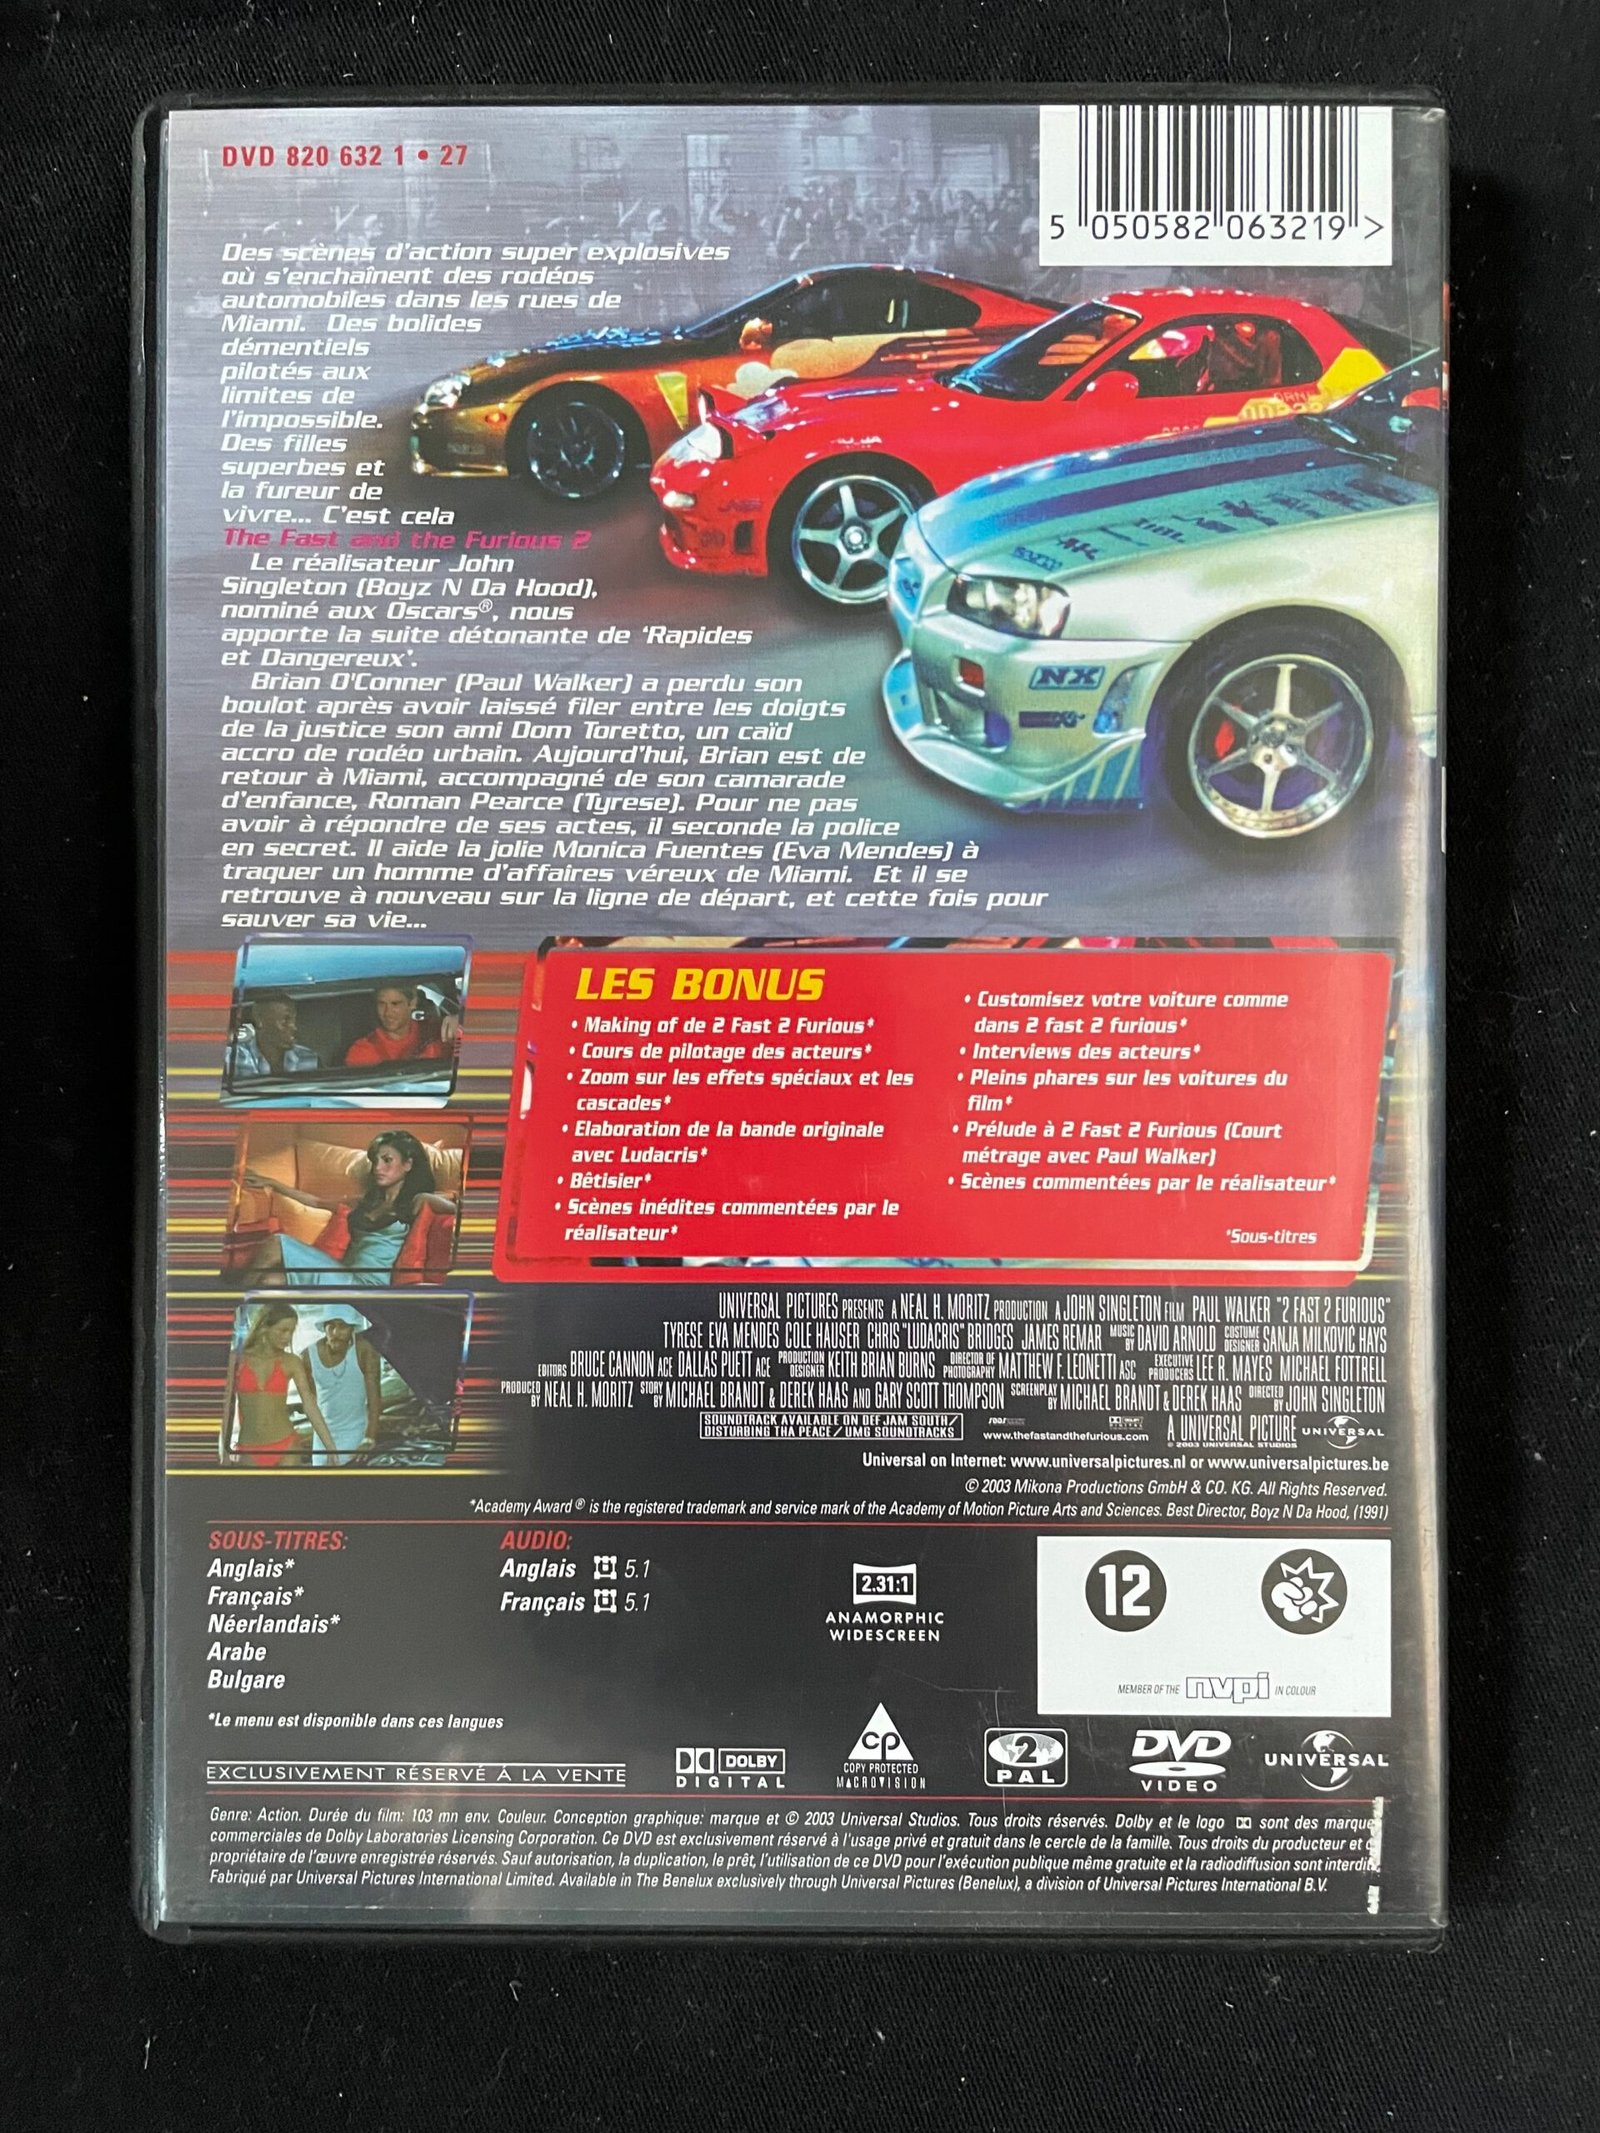 DVD 820 632 1 • 27
5 050582 063219 >
Des scènes d'action super explosives
où s'enchaînent des rodéos
automobiles dans les rues de
Miami. Des bolides
démentiels
pilotés aux
limites de
l'impossible.
Des filles
superbes et
la fureur de
vivre... C'est cela
The Fast and the Furious 2
Le réalisateur John
Singleton (Boyz N Da Hood),
nominé aux Oscars®, nous
apporte la suite détonante de 'Rapides
et Dangereux'.
Brian O'Conner (Paul Walker) a perdu son
boulot après avoir laissé filer entre les doigts
de la justice son ami Dom Toretto, un caïd
accro de rodéo urbain. Aujourd'hui, Brian est de
retour à Miami, accompagné de son camarade
d'enfance, Roman Pearce (Tyrese). Pour ne pas
avoir à répondre de ses actes, il seconde la police
en secret. Il aide la jolie Monica Fuentes (Eva Mendes) à
traquer un homme d'affaires véreux de Miami. Et il se
retrouve à nouveau sur la ligne de départ, et cette fois pour
sauver sa vie...
NX
LES BONUS
• Making of de 2 Fast 2 Furious*
• Cours de pilotage des acteurs*
• Zoom sur les effets spéciaux et les
cascades*
• Elaboration de la bande originale
avec Ludacris*
• Bêtisier*
• Scènes inédites commentées par le
réalisateur*
• Customisez votre voiture comme
dans 2 fast 2 furious*
• Interviews des acteurs*
• Pleins phares sur les voitures du
film*
• Prélude à 2 Fast 2 Furious (Court
métrage avec Paul Walker)
• Scènes commentées par le réalisateur*
*Sous-titres
UNIVERSAL PICTURES PRESENTS A NEAL H. MORITZ PRODUCTION A JOHN SINGLETON FILM PAUL WALKER "2 FAST 2 FURIOUS"
TYRESE EVA MENDES COLE HAUSER CHRIS "LUDACRIS" BRIDGES JAMES REMAR MUSIC BY DAVID ARNOLD COSTUME DESIGNER SANJA MILKOVIC HAYS
EDITORS BRUCE CANNON ACE DALLAS PUETT ACE PRODUCTION DESIGNER KEITH BRIAN BURNS DIRECTOR OF PHOTOGRAPHY MATTHEW F. LEONETTI ASC EXECUTIVE PRODUCERS LEE R. MAYES MICHAEL FOTTRELL
PRODUCED BY NEAL H. MORITZ STORY BY MICHAEL BRANDT & DEREK HAAS AND GARY SCOTT THOMPSON SCREENPLAY BY MICHAEL BRANDT & DEREK HAAS DIRECTED BY JOHN SINGLETON
SOUNDTRACK AVAILABLE ON DEF JAM SOUTH/
DISTURBING THA PEACE / UMG SOUNDTRACKS
www.thefastandthefurious.com
A UNIVERSAL PICTURE
© 2003 UNIVERSAL STUDIOS
UNIVERSAL
Universal on Internet: www.universalpictures.nl or www.universalpictures.be
© 2003 Mikona Productions GmbH & CO. KG. All Rights Reserved.
*Academy Award ® is the registered trademark and service mark of the Academy of Motion Picture Arts and Sciences. Best Director, Boyz N Da Hood, (1991)
SOUS-TITRES:
Anglais*
Français*
Néerlandais*
Arabe
Bulgare
*Le menu est disponible dans ces langues
AUDIO:
Anglais 5.1
Français 5.1
2.31:1
ANAMORPHIC
WIDESCREEN
12
MEMBER OF THE nvpi IN COLOUR
EXCLUSIVEMENT RÉSERVÉ À LA VENTE
DOLBY
DIGITAL
CP
COPY PROTECTED
MACROVISION
2
PAL
DVD
VIDEO
UNIVERSAL
Genre: Action. Durée du film: 103 mn env. Couleur. Conception graphique: marque et © 2003 Universal Studios. Tous droits réservés. Dolby et le logo sont des marque
commerciales de Dolby Laboratories Licensing Corporation. Ce DVD est exclusivement réservé à l'usage privé et gratuit dans le cercle de la famille. Tous droits du producteur et
propriétaire de l'œuvre enregistrée réservés. Sauf autorisation, la duplication, le prêt, l'utilisation de ce DVD pour l'exécution publique même gratuite et la radiodiffusion sont interdit
Fabriqué par Universal Pictures International Limited. Available in The Benelux exclusively through Universal Pictures (Benelux), a division of Universal Pictures International B.V.